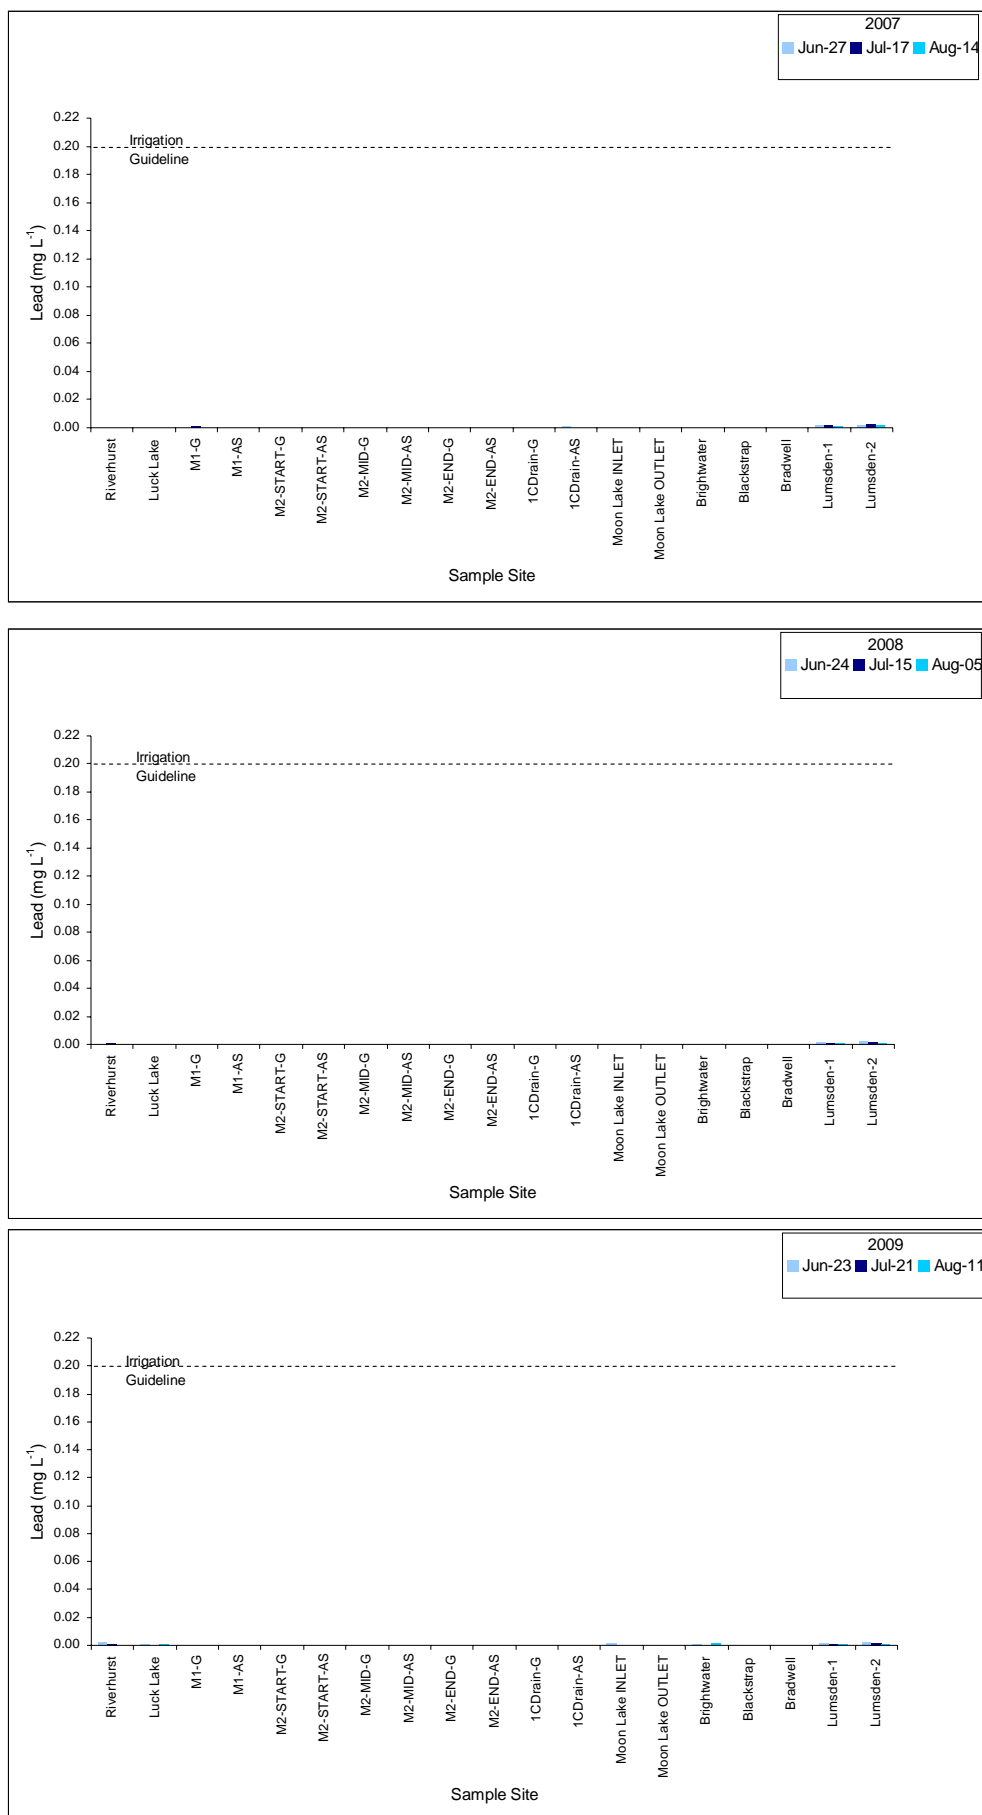 2007
Jun-27 Jul-17 Aug-14
0.22
0.20
0.18
0.16
0.14
0.12
0.10
0.08
0.06
0.04
0.02
0.00
Irrigation
Guideline
Lead (mg L⁻¹)
Riverhurst
Luck Lake
M1-G
M1-AS
M2-START-G
M2-START-AS
M2-MID-G
M2-MID-AS
M2-END-G
M2-END-AS
1CDrain-G
1CDrain-AS
Moon Lake INLET
Moon Lake OUTLET
Brightwater
Blackstrap
Bradwell
Lumsden-1
Lumsden-2
Sample Site
2008
Jun-24 Jul-15 Aug-05
0.22
0.20
0.18
0.16
0.14
0.12
0.10
0.08
0.06
0.04
0.02
0.00
Irrigation
Guideline
Lead (mg L⁻¹)
Riverhurst
Luck Lake
M1-G
M1-AS
M2-START-G
M2-START-AS
M2-MID-G
M2-MID-AS
M2-END-G
M2-END-AS
1CDrain-G
1CDrain-AS
Moon Lake INLET
Moon Lake OUTLET
Brightwater
Blackstrap
Bradwell
Lumsden-1
Lumsden-2
Sample Site
2009
Jun-23 Jul-21 Aug-11
0.22
0.20
0.18
0.16
0.14
0.12
0.10
0.08
0.06
0.04
0.02
0.00
Irrigation
Guideline
Lead (mg L⁻¹)
Riverhurst
Luck Lake
M1-G
M1-AS
M2-START-G
M2-START-AS
M2-MID-G
M2-MID-AS
M2-END-G
M2-END-AS
1CDrain-G
1CDrain-AS
Moon Lake INLET
Moon Lake OUTLET
Brightwater
Blackstrap
Bradwell
Lumsden-1
Lumsden-2
Sample Site